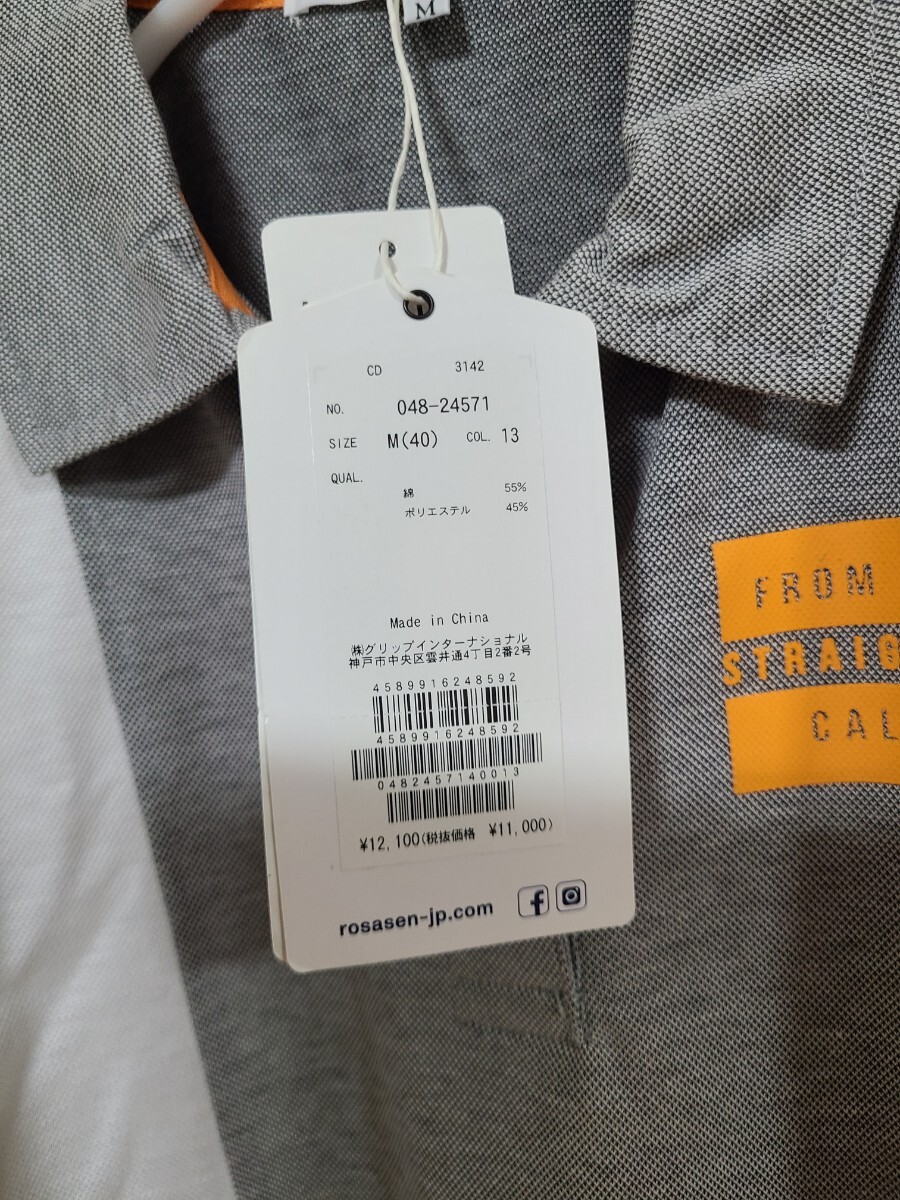 M
CD 3142
NO. 048-24571
SIZE M(40) COL. 13
QUAL.
綿 55%
ポリエステル 45%
Made in China
㈱グリップインターナショナル
神戸市中央区雲井通4丁目2番2号
4589916248592
4589916248592
0482457140013
¥12,100(税抜価格 ¥11,000)
rosasen-jp.com
FROM
STRAIG
CAL